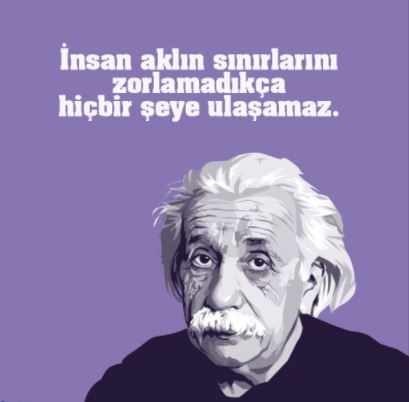 İnsan aklın sınırlarını
zorlamadıkça
hiçbir şeye ulaşamaz.